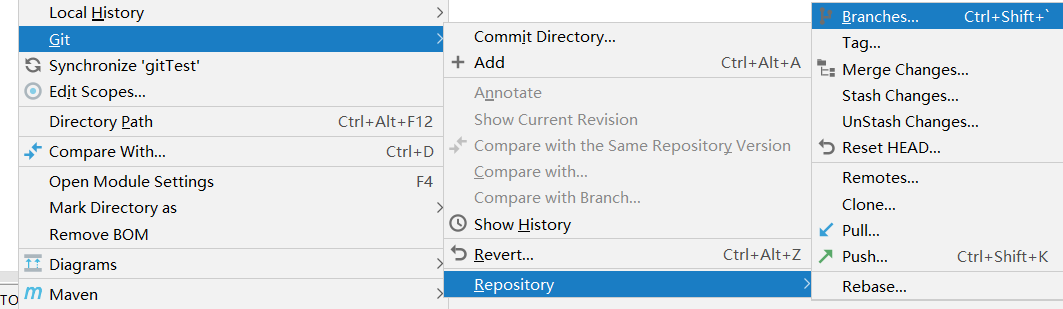 Local History
Git
Synchronize 'gitTest'
Edit Scopes...
Directory Path Ctrl+Alt+F12
Compare With... Ctrl+D
Open Module Settings F4
Mark Directory as
Remove BOM
Diagrams
Maven
TO
Commit Directory...
Add Ctrl+Alt+A
Annotate
Show Current Revision
Compare with the Same Repository Version
Compare with...
Compare with Branch...
Show History
Revert... Ctrl+Alt+Z
Repository
Branches... Ctrl+Shift+`
Tag...
Merge Changes...
Stash Changes...
UnStash Changes...
Reset HEAD...
Remotes...
Clone...
Pull...
Push... Ctrl+Shift+K
Rebase...